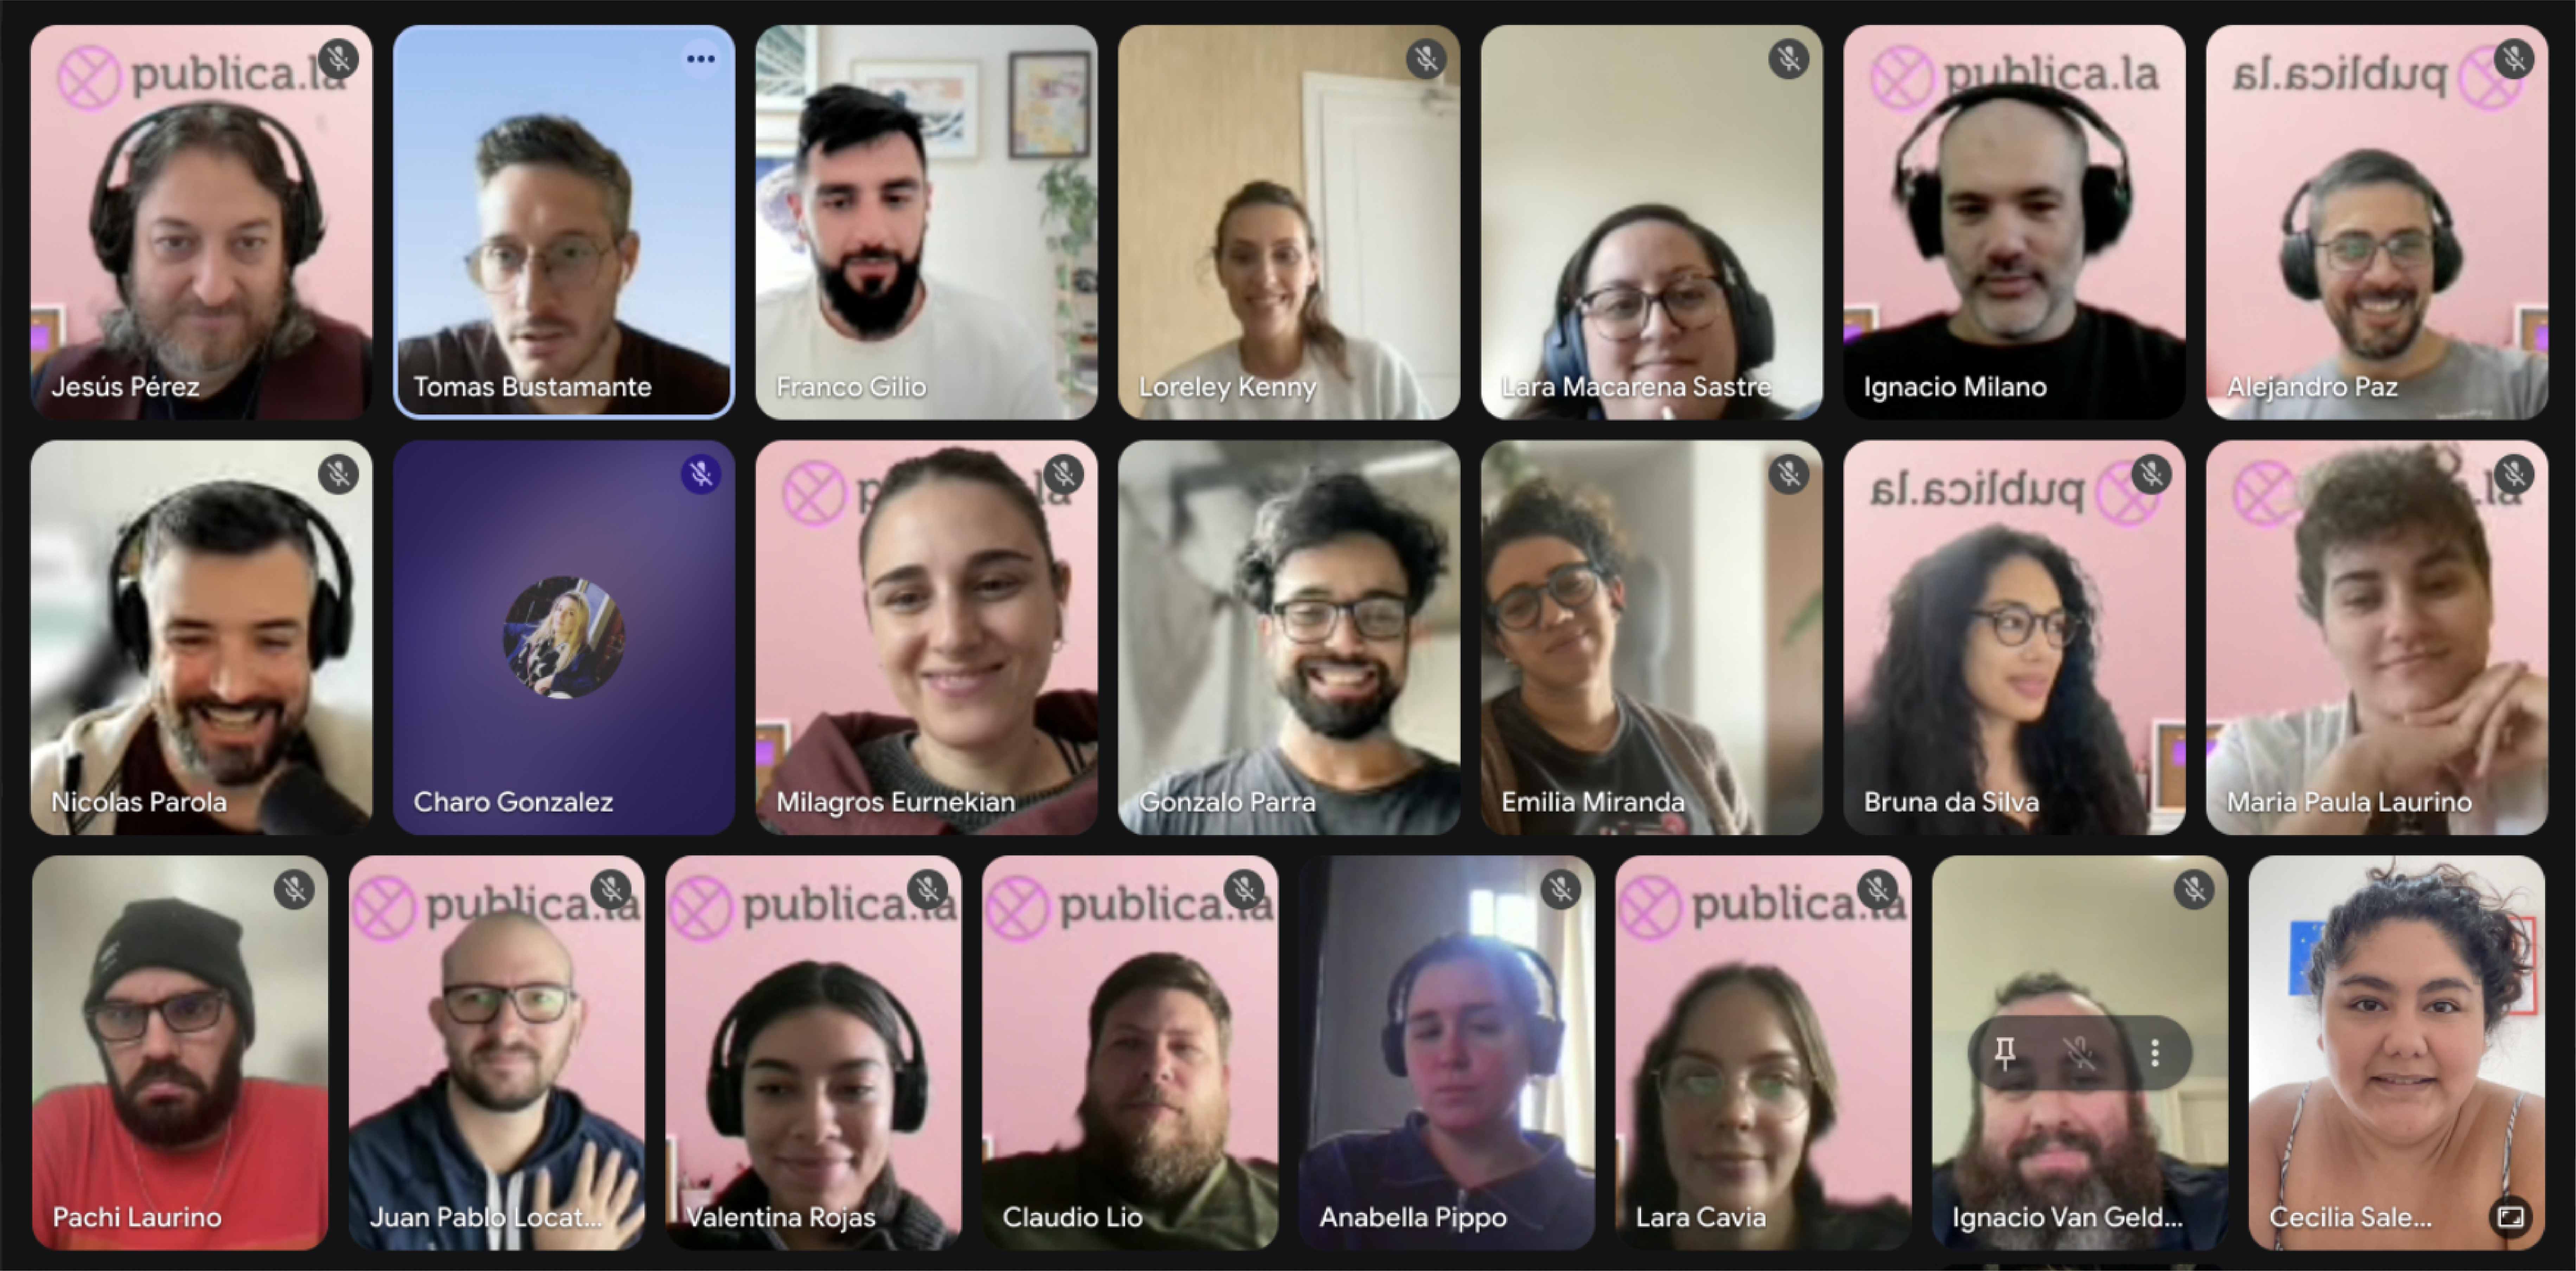 publica.la
publica.la
publica.la
Jesús Pérez
Tomas Bustamante
Franco Gilio
Loreley Kenny
Lara Macarena Sastre
Ignacio Milano
Alejandro Paz
publica.la
Nicolas Parola
Charo Gonzalez
Milagros Eurnekian
Gonzalo Parra
Emilia Miranda
Bruna da Silva
Maria Paula Laurino
publica.la
publica.la
publica.la
publica.la
Pachi Laurino
Juan Pablo Locat...
Valentina Rojas
Claudio Lio
Anabella Pippo
Lara Cavia
Ignacio Van Geld...
Cecilia Sale...